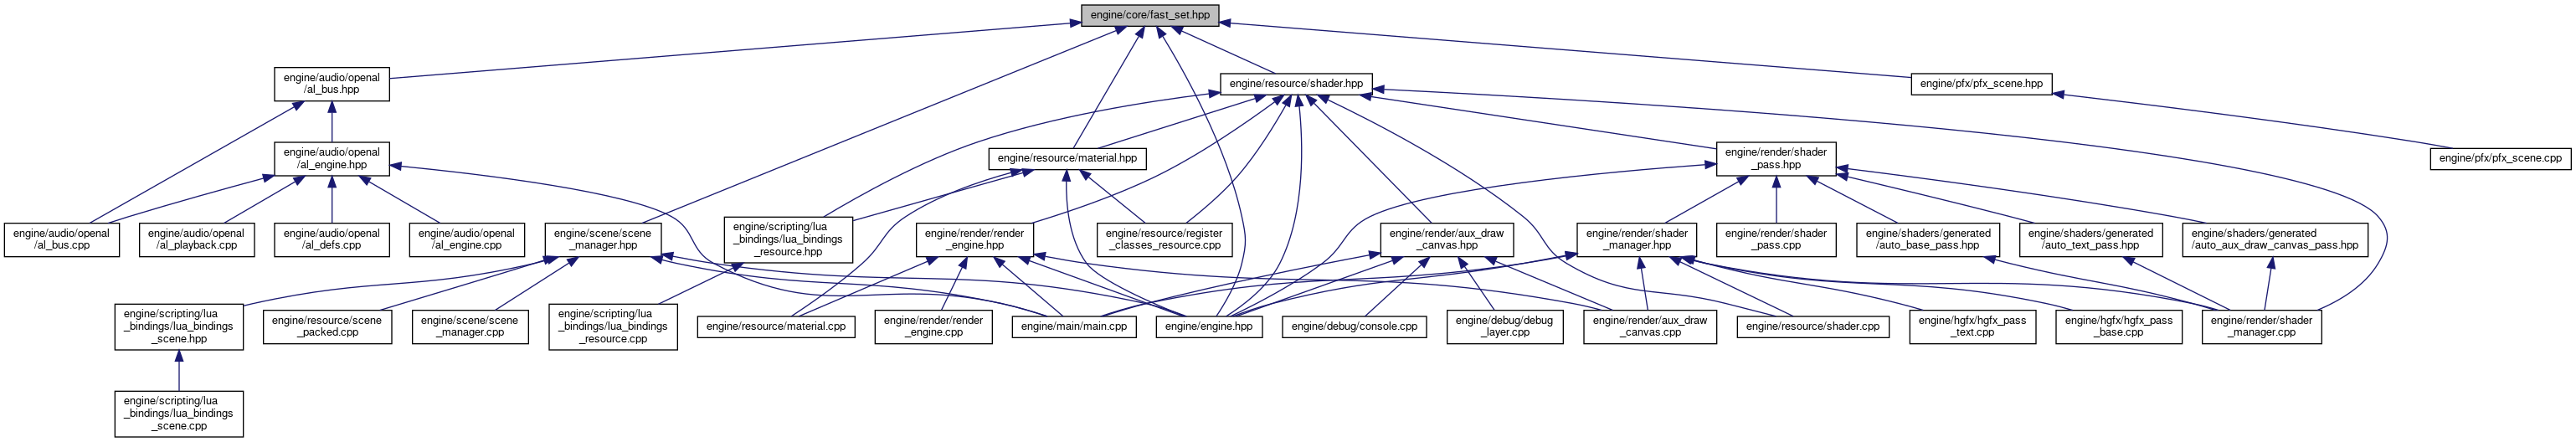 engine/core/fast_set.hpp
engine/audio/openal
/al_bus.hpp
engine/resource/shader.hpp
engine/pfx/pfx_scene.hpp
engine/audio/openal
/al_engine.hpp
engine/resource/material.hpp
engine/render/shader
_pass.hpp
engine/pfx/pfx_scene.cpp
engine/audio/openal
/al_bus.cpp
engine/audio/openal
/al_playback.cpp
engine/audio/openal
/al_defs.cpp
engine/audio/openal
/al_engine.cpp
engine/scene/scene
_manager.hpp
engine/scripting/lua
_bindings/lua_bindings
_resource.hpp
engine/render/render
_engine.hpp
engine/resource/register
_classes_resource.cpp
engine/render/aux_draw
_canvas.hpp
engine/render/shader
_manager.hpp
engine/render/shader
_pass.cpp
engine/shaders/generated
/auto_base_pass.hpp
engine/shaders/generated
/auto_text_pass.hpp
engine/shaders/generated
/auto_aux_draw_canvas_pass.hpp
engine/scripting/lua
_bindings/lua_bindings
_scene.hpp
engine/resource/scene
_packed.cpp
engine/scene/scene
_manager.cpp
engine/scripting/lua
_bindings/lua_bindings
_resource.cpp
engine/resource/material.cpp
engine/render/render
_engine.cpp
engine/main/main.cpp
engine/engine.hpp
engine/debug/console.cpp
engine/debug/debug
_layer.cpp
engine/render/aux_draw
_canvas.cpp
engine/resource/shader.cpp
engine/hgfx/hgfx_pass
_text.cpp
engine/hgfx/hgfx_pass
_base.cpp
engine/render/shader
_manager.cpp
engine/scripting/lua
_bindings/lua_bindings
_scene.cpp